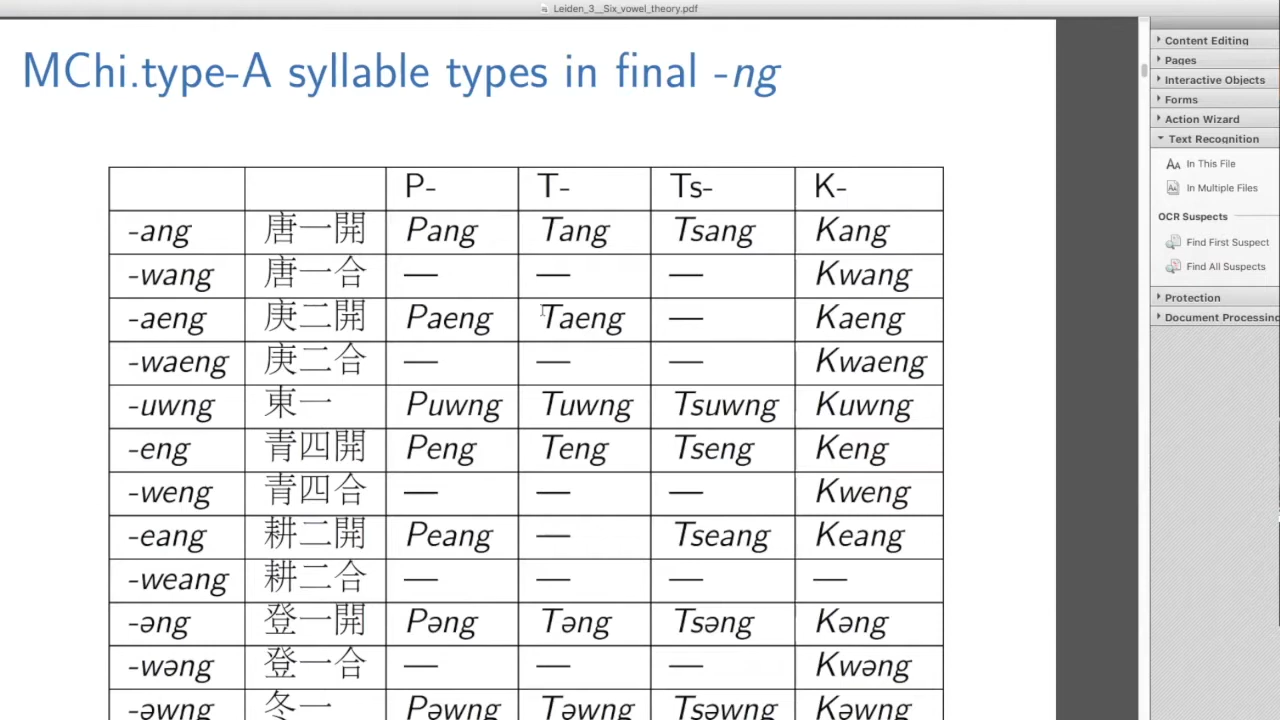 Leiden_3__Six_vowel_theory.pdf
MChi.type-A syllable types in final -ng
P- T- Ts- K-
-ang 唐一開 Pang Tang Tsang Kang
-wang 唐一合 — — — Kwang
-aeng 庚二開 Paeng Taeng — Kaeng
-waeng 庚二合 — — — Kwaeng
-uwng 東一 Puwng Tuwng Tsuwng Kuwng
-eng 青四開 Peng Teng Tseng Keng
-weng 青四合 — — — Kweng
-eang 耕二開 Peang — Tseang Keang
-weang 耕二合 — — — —
-əng 登一開 Pəng Təng Tsəng Kəng
-wəng 登一合 — — — Kwəng
-əwng 冬一 Pəwng Təwng Tsəwng Kəwng
Content Editing
Pages
Interactive Objects
Forms
Action Wizard
Text Recognition
In This File
In Multiple Files
OCR Suspects
Find First Suspect
Find All Suspects
Protection
Document Processing